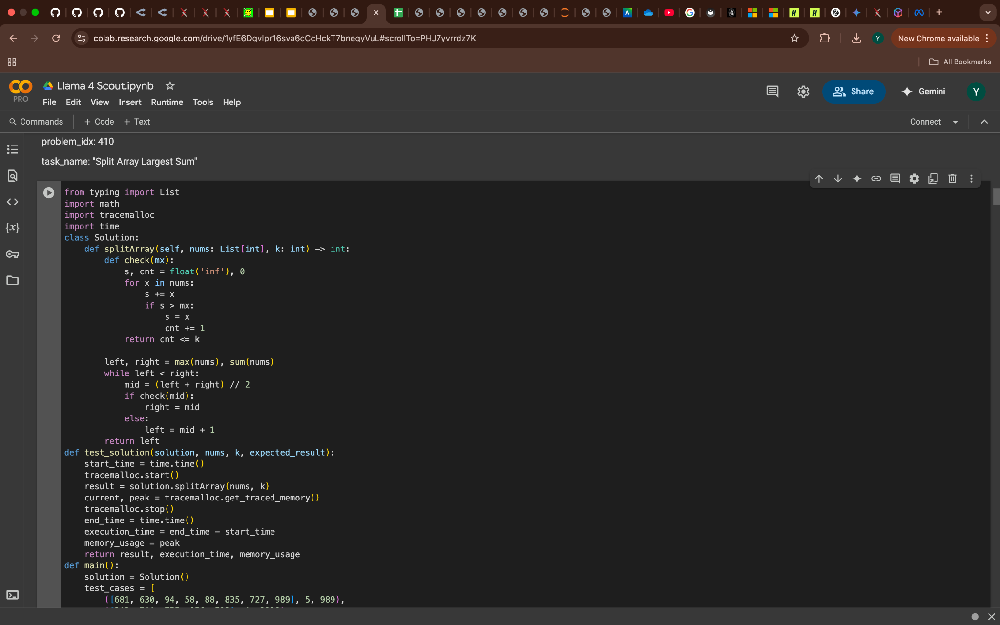 colab.research.google.com/drive/1yfE6Dqvlpr16sva6cCcHckT7bneqyVuL#scrollTo=PHJ7yvrrdz7K
Y
New Chrome available
All Bookmarks
PRO
Llama 4 Scout.ipynb
File Edit View Insert Runtime Tools Help
Share
Gemini
Y
Commands
+ Code + Text
Connect
problem_idx: 410
task_name: "Split Array Largest Sum"
from typing import List
import math
import tracemalloc
import time
class Solution:
    def splitArray(self, nums: List[int], k: int) -> int:
        def check(mx):
            s, cnt = float('inf'), 0
            for x in nums:
                s += x
                if s > mx:
                    s = x
                    cnt += 1
            return cnt <= k

        left, right = max(nums), sum(nums)
        while left < right:
            mid = (left + right) // 2
            if check(mid):
                right = mid
            else:
                left = mid + 1
        return left
def test_solution(solution, nums, k, expected_result):
    start_time = time.time()
    tracemalloc.start()
    result = solution.splitArray(nums, k)
    current, peak = tracemalloc.get_traced_memory()
    tracemalloc.stop()
    end_time = time.time()
    execution_time = end_time - start_time
    memory_usage = peak
    return result, execution_time, memory_usage
def main():
    solution = Solution()
    test_cases = [
        ([681, 630, 94, 58, 88, 835, 727, 989], 5, 989),